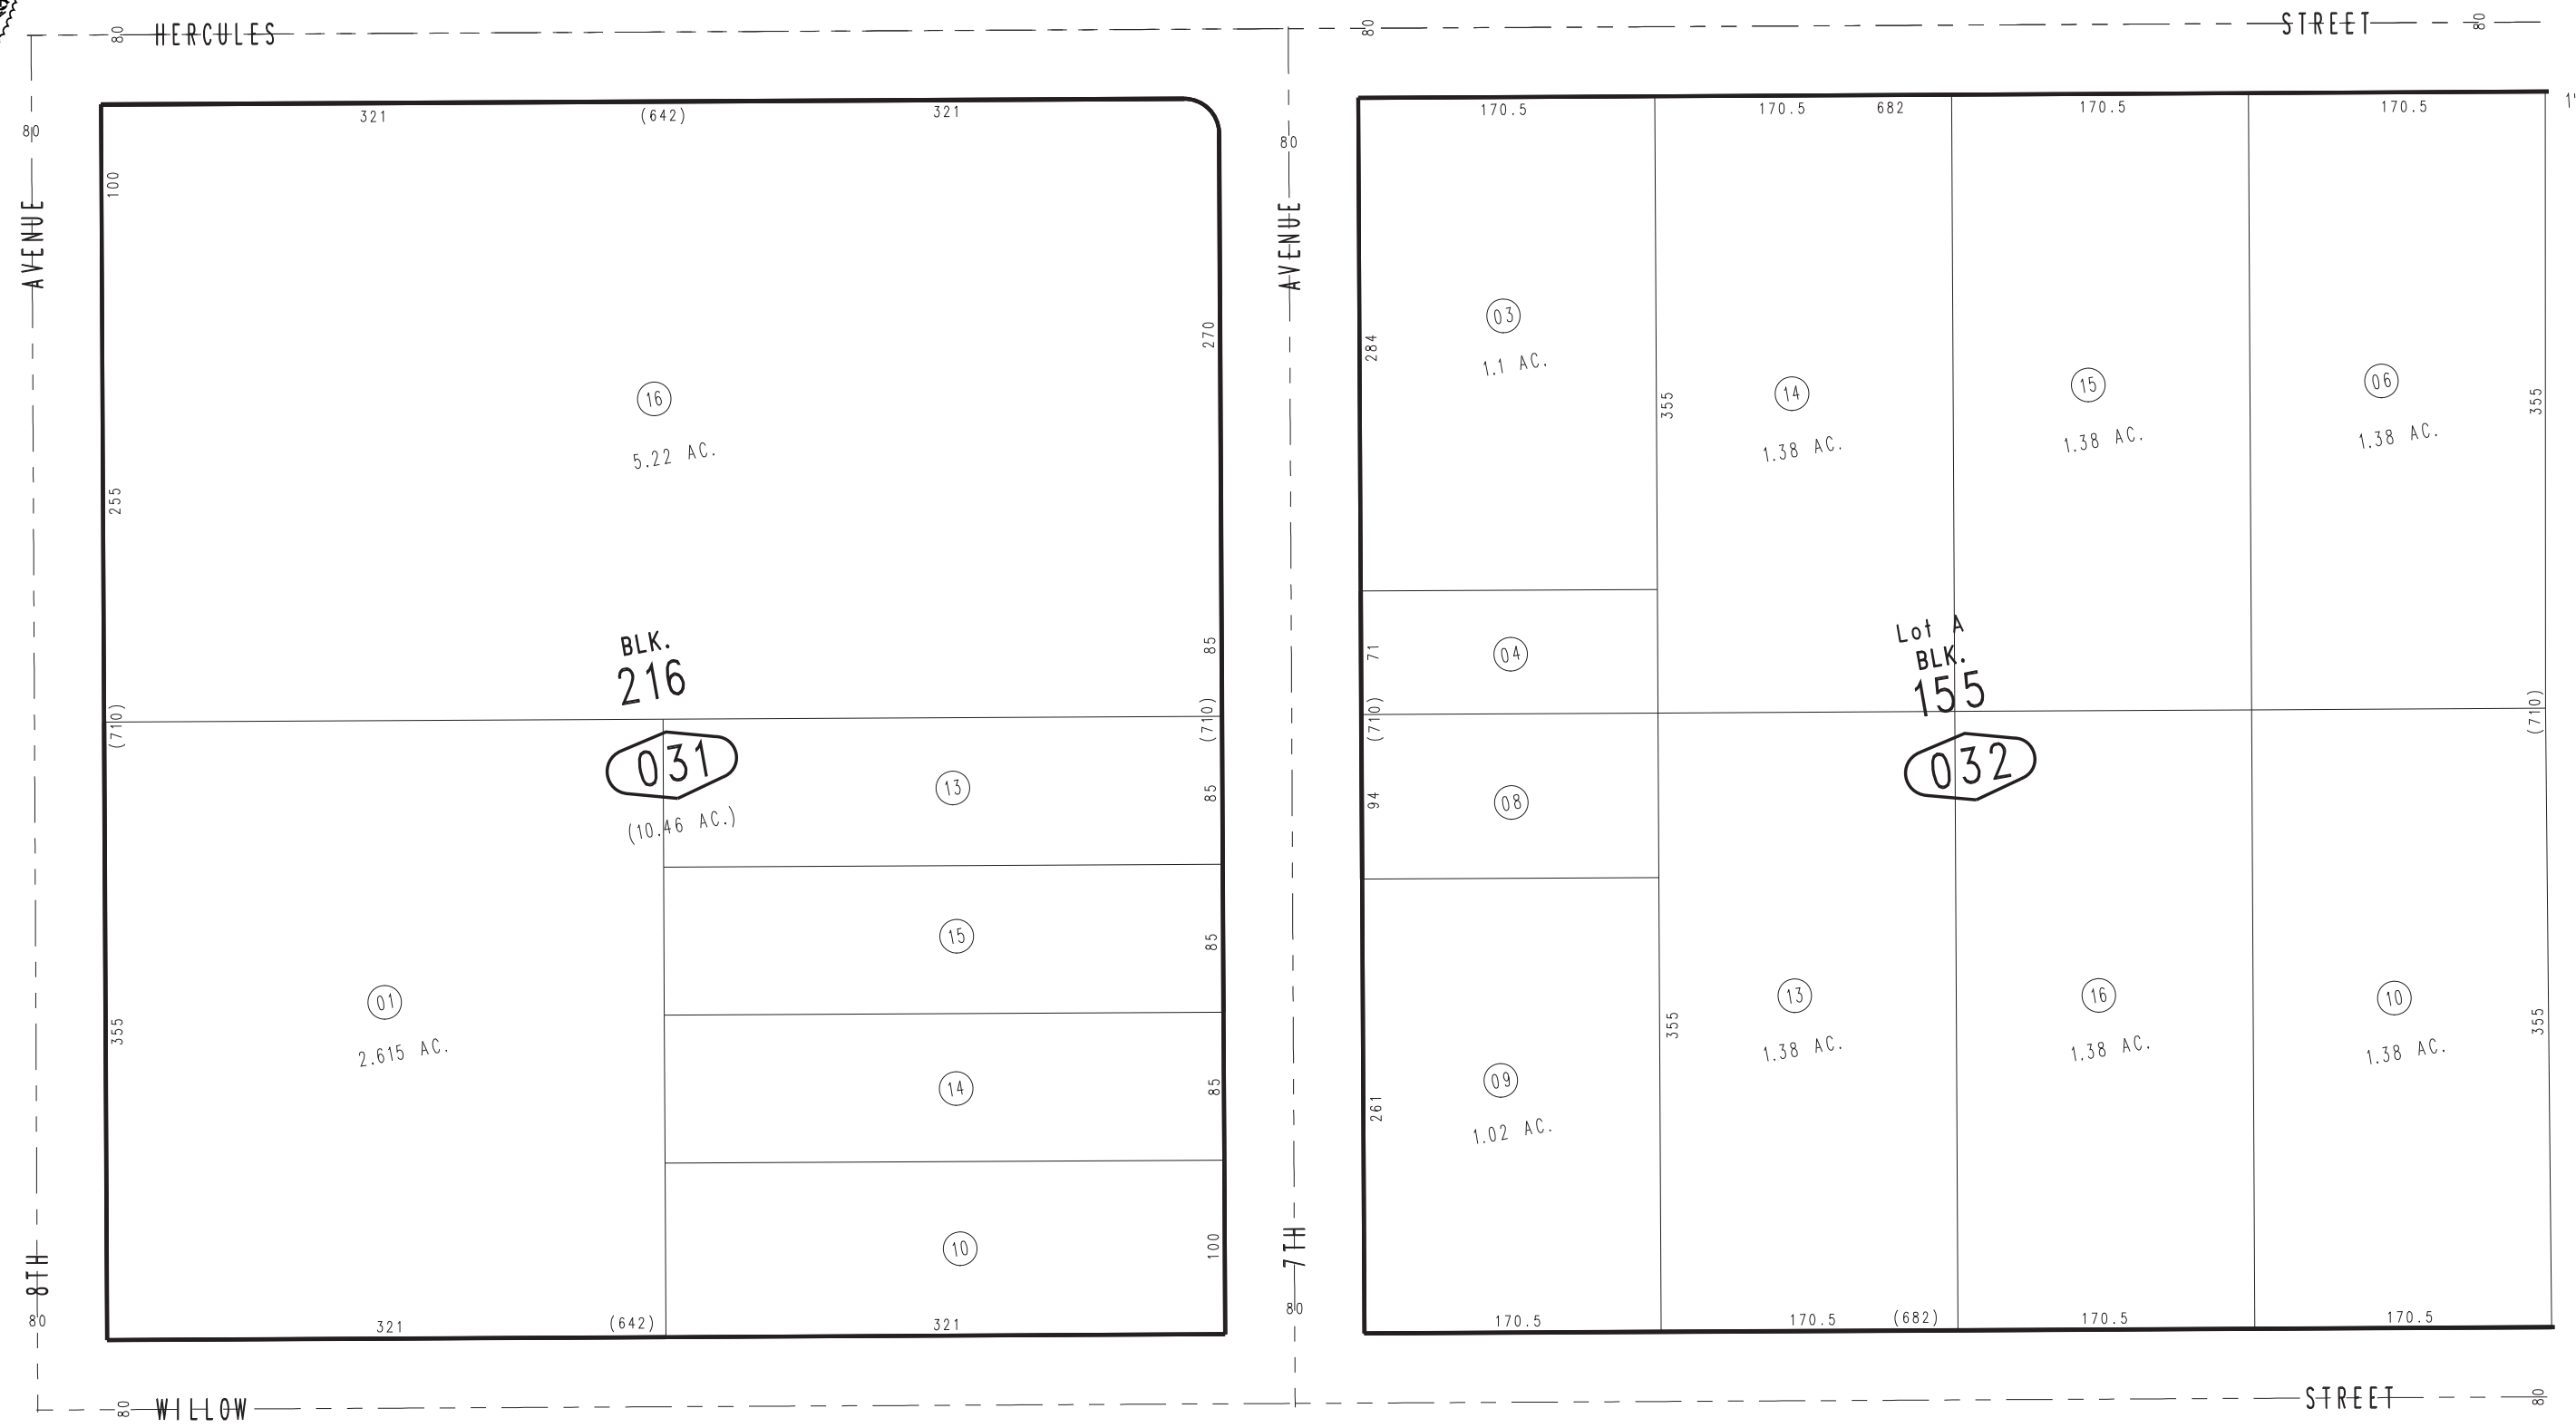 80 HERCULES 80 STREET 80
80 AVENUE 80 AVENUE
321 (642) 321
100
255
270
16
5.22 AC.
85
BLK.
216
(710) (710)
031
(10.46 AC.)
13
85
15
85
01
2.615 AC.
355
14
85
10
100
321 (642) 321
170.5 170.5 682 170.5 170.5
1"
03
1.1 AC.
284
355
14
1.38 AC.
15
1.38 AC.
06
1.38 AC.
355
04
71
Lot A
BLK.
155
(710) (710)
032
08
94
09
1.02 AC.
261
355
13
1.38 AC.
16
1.38 AC.
10
1.38 AC.
355
170.5 170.5 (682) 170.5 170.5
8TH 80
7TH 80
80 WILLOW STREET 80